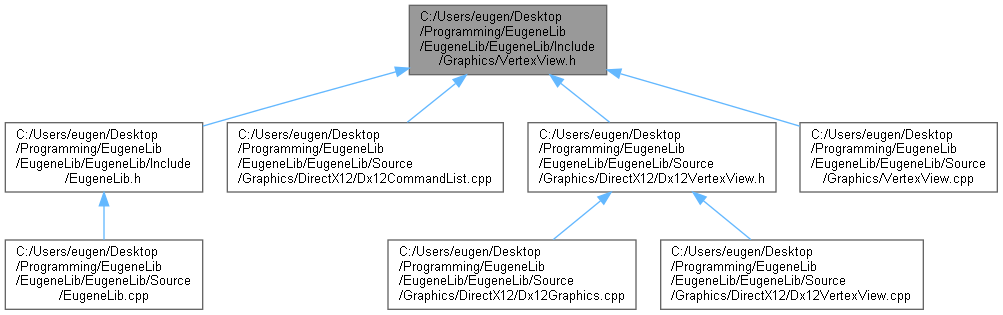 C:/Users/eugen/Desktop
/Programming/EugeneLib
/EugeneLib/EugeneLib/Include
/Graphics/VertexView.h
C:/Users/eugen/Desktop
/Programming/EugeneLib
/EugeneLib/EugeneLib/Include
/EugeneLib.h
C:/Users/eugen/Desktop
/Programming/EugeneLib
/EugeneLib/EugeneLib/Source
/Graphics/DirectX12/Dx12CommandList.cpp
C:/Users/eugen/Desktop
/Programming/EugeneLib
/EugeneLib/EugeneLib/Source
/Graphics/DirectX12/Dx12VertexView.h
C:/Users/eugen/Desktop
/Programming/EugeneLib
/EugeneLib/EugeneLib/Source
/Graphics/VertexView.cpp
C:/Users/eugen/Desktop
/Programming/EugeneLib
/EugeneLib/EugeneLib/Source
/EugeneLib.cpp
C:/Users/eugen/Desktop
/Programming/EugeneLib
/EugeneLib/EugeneLib/Source
/Graphics/DirectX12/Dx12Graphics.cpp
C:/Users/eugen/Desktop
/Programming/EugeneLib
/EugeneLib/EugeneLib/Source
/Graphics/DirectX12/Dx12VertexView.cpp